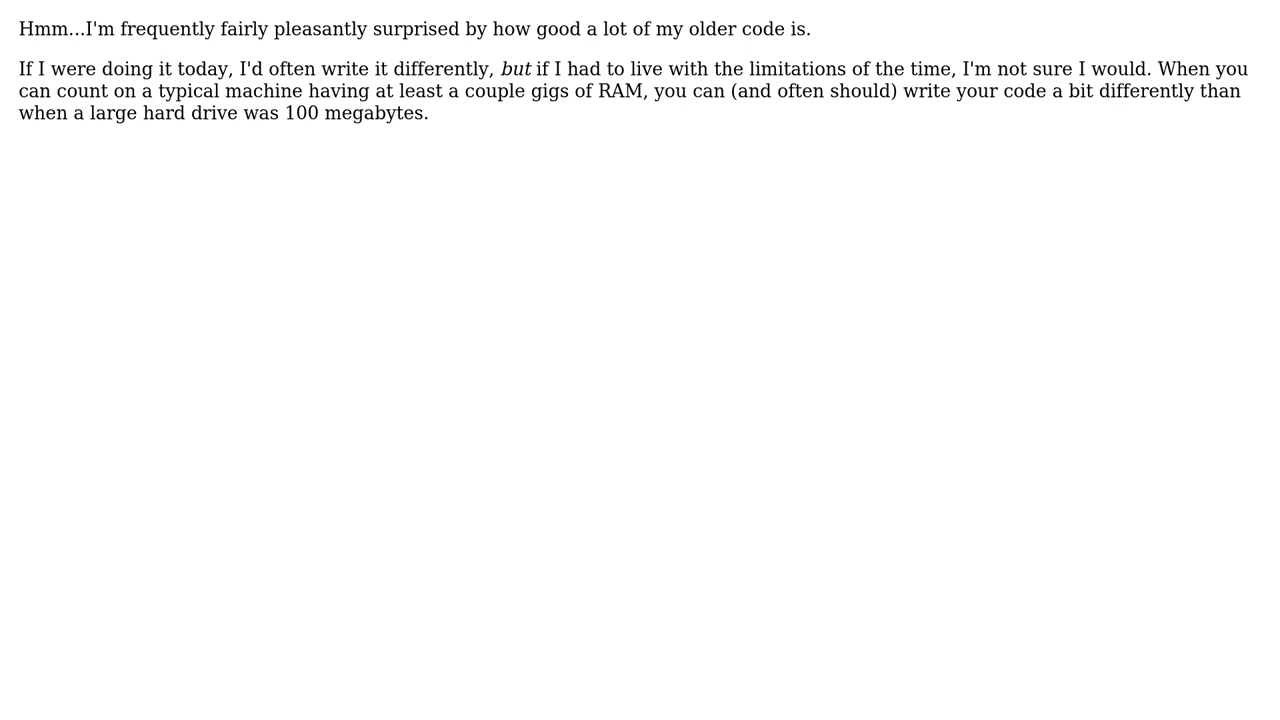 Hmm...I'm frequently fairly pleasantly surprised by how good a lot of my older code is.
If I were doing it today, I'd often write it differently, but if I had to live with the limitations of the time, I'm not sure I would. When you
can count on a typical machine having at least a couple gigs of RAM, you can (and often should) write your code a bit differently than
when a large hard drive was 100 megabytes.